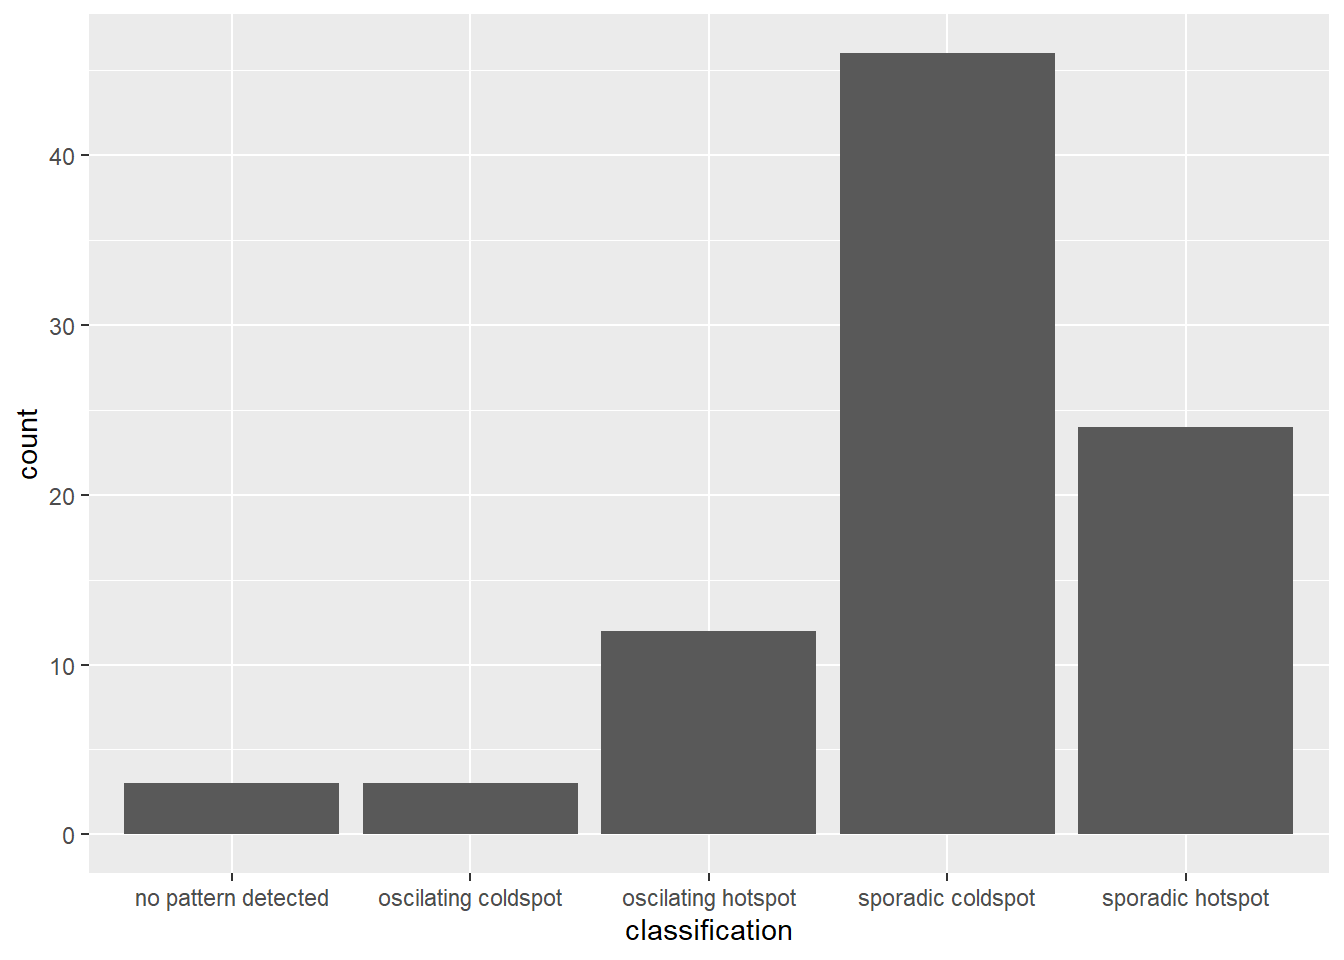 count
40
30
20
10
0
no pattern detected
oscilating coldspot
oscilating hotspot
sporadic coldspot
sporadic hotspot
classification